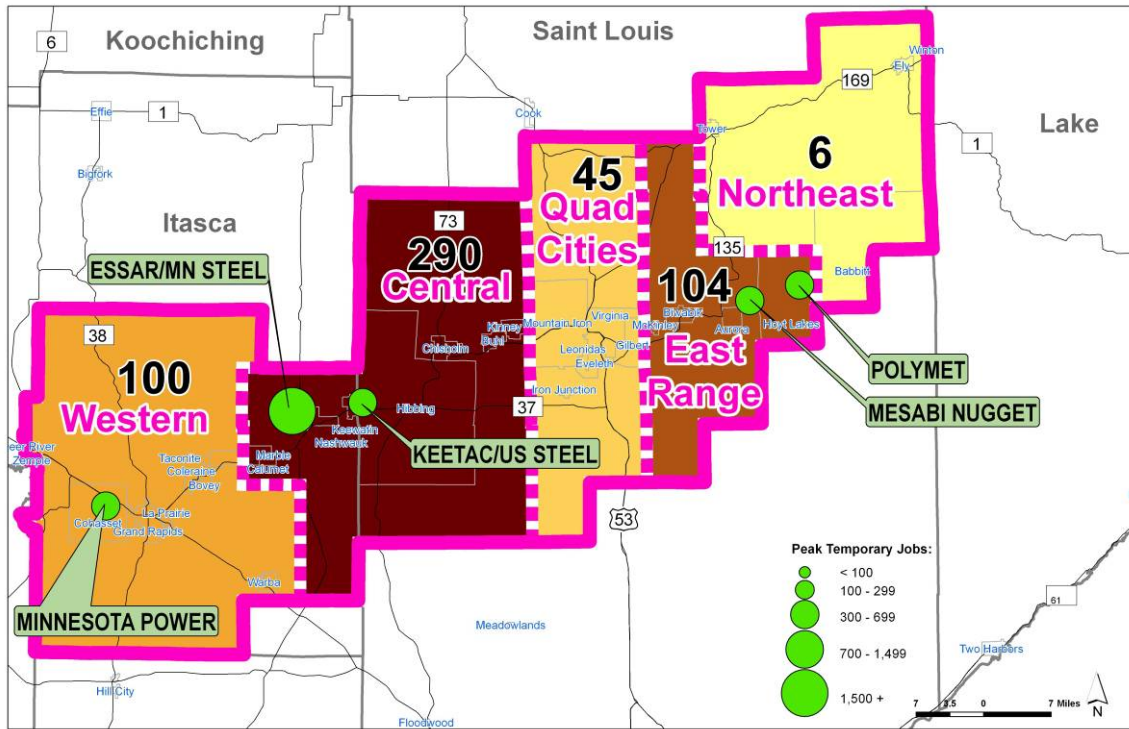 Koochiching
Saint Louis
Lake
Itasca
6
1
Effie
Bigfork
Cook
Tower
Ely
Winton
169
1
6
Northeast
45
Quad
Cities
73
290
Central
135
Babbitt
104
East
Range
ESSAR/MN STEEL
38
100
Western
Kinney
Buhl
Chisholm
Mountain Iron
Virginia
McKinley
Biwabik
Aurora
Hoyt Lakes
Leonidas
Eveleth
Gilbert
Iron Junction
37
Hibbing
Keewatin
Nashwauk
Marble
Calumet
Taconite
Coleraine
Bovey
Zemple
La Prairie
Cohasset
Grand Rapids
Warba
KEETAC/US STEEL
POLYMET
MESABI NUGGET
MINNESOTA POWER
53
Meadowlands
Hill City
Floodwood
61
Two Harbors
Peak Temporary Jobs:
< 100
100 - 299
300 - 699
700 - 1,499
1,500 +
7 3.5 0 7 Miles
N